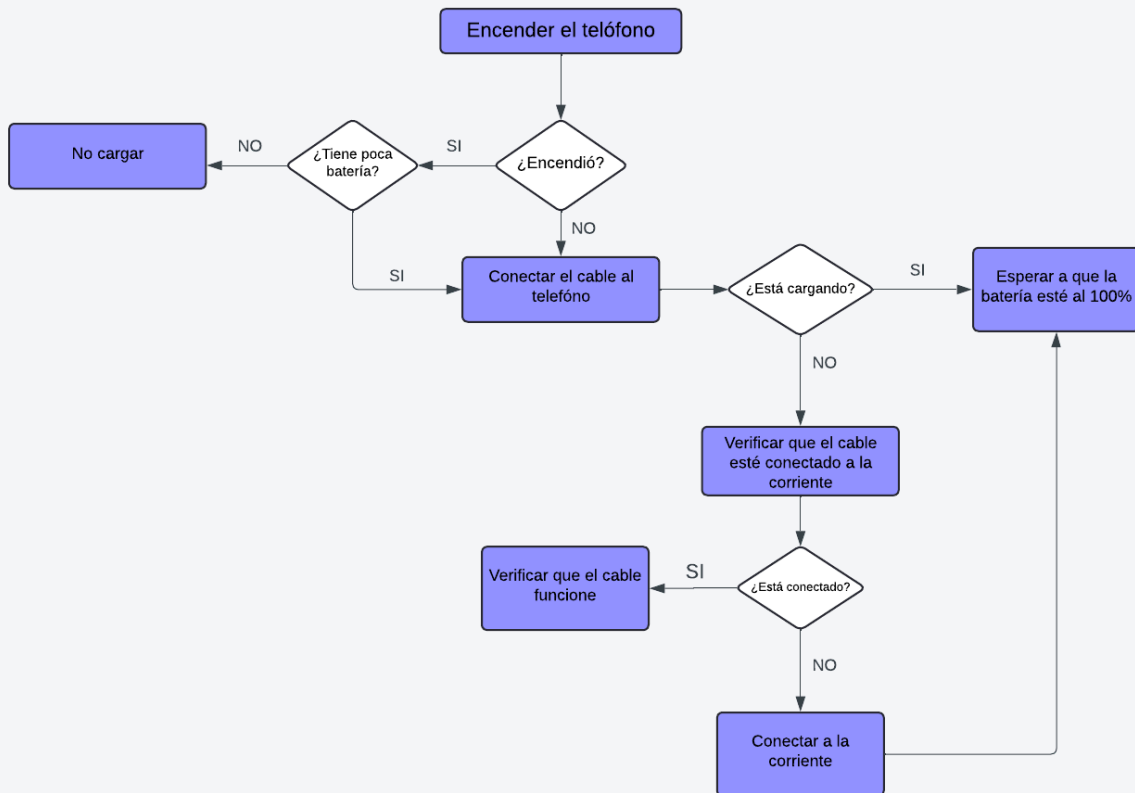 Encender el telófono
¿Encendió?
SI
¿Tiene poca
batería?
NO
No cargar
SI
NO
Conectar el cable al
telefóno
¿Está cargando?
SI
Esperar a que la
batería esté al 100%
NO
Verificar que el cable
esté conectado a la
corriente
¿Está conectado?
SI
Verificar que el cable
funcione
NO
Conectar a la
corriente